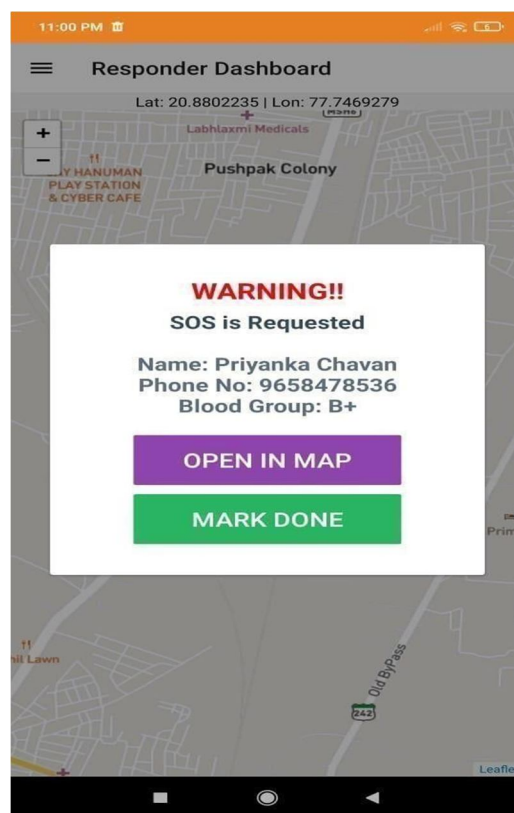 11:00 PM
Responder Dashboard
Lat: 20.8802235 | Lon: 77.7469279
+
Labhlaxmi Medicals
−
Y HANUMAN
PLAY STATION
& CYBER CAFE
Pushpak Colony
WARNING!!
SOS is Requested
Name: Priyanka Chavan
Phone No: 9658478536
Blood Group: B+
OPEN IN MAP
MARK DONE
Prim
Lawn
Old ByPass
242
Leafle